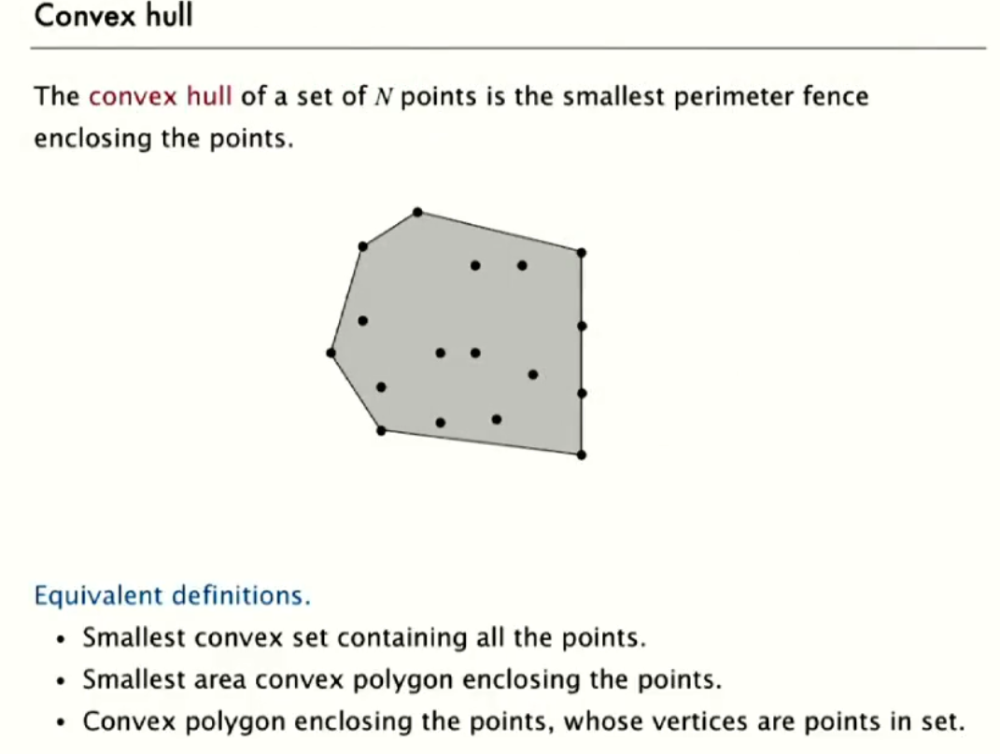 Convex hull
The convex hull of a set of N points is the smallest perimeter fence
enclosing the points.
Equivalent definitions.
• Smallest convex set containing all the points.
• Smallest area convex polygon enclosing the points.
• Convex polygon enclosing the points, whose vertices are points in set.